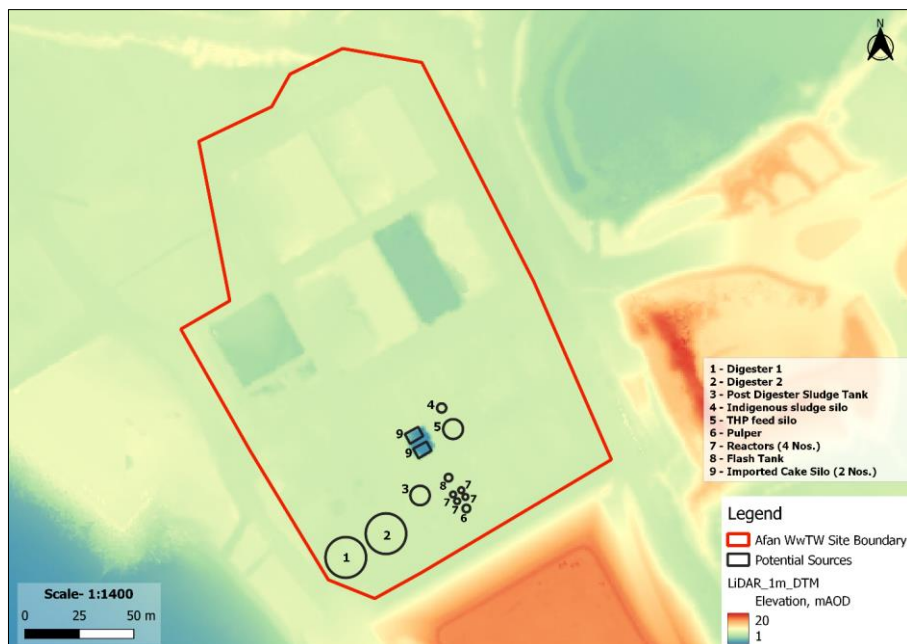 N
4
5
9
9
8
7
7
7
7
3
6
2
1
1 - Digester 1
2 - Digester 2
3 - Post Digester Sludge Tank
4 - Indigenous sludge silo
5 - THP feed silo
6 - Pulper
7 - Reactors (4 Nos.)
8 - Flash Tank
9 - Imported Cake Silo (2 Nos.)
Legend
Afan WwTW Site Boundary
Potential Sources
LiDAR_1m_DTM
Elevation, mAOD
20
1
Scale- 1:1400
0 25 50 m